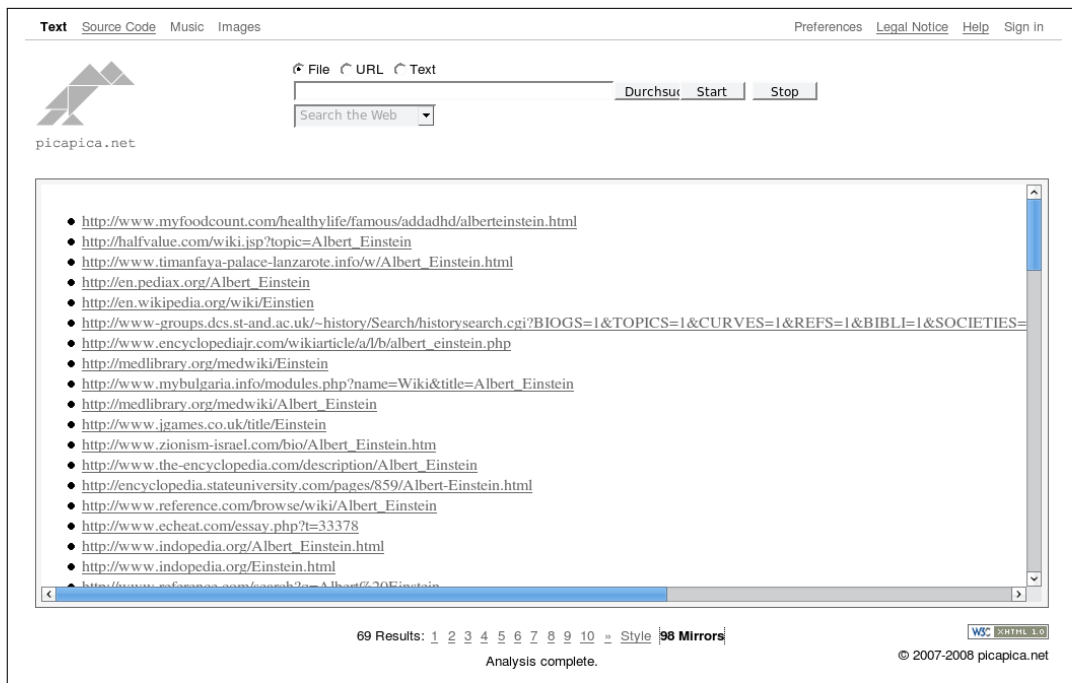 Text Source Code Music Images Preferences Legal Notice Help Sign in
File URL Text
Durchsuc Start Stop
Search the Web
picapica.net
http://www.myfoodcount.com/healthylife/famous/addadhd/alberteinstein.html
http://halfvalue.com/wiki.jsp?topic=Albert_Einstein
http://www.timanfaya-palace-lanzarote.info/w/Albert_Einstein.html
http://en.pediax.org/Albert_Einstein
http://en.wikipedia.org/wiki/Einstien
http://www-groups.dcs.st-and.ac.uk/~history/Search/historysearch.cgi?BIOGS=1&TOPICS=1&CURVES=1&REFS=1&BIBLI=1&SOCIETIES=
http://www.encyclopediajr.com/wikiarticle/a/l/b/albert_einstein.php
http://medlibrary.org/medwiki/Einstein
http://www.mybulgaria.info/modules.php?name=Wiki&title=Albert_Einstein
http://medlibrary.org/medwiki/Albert_Einstein
http://www.jgames.co.uk/title/Einstein
http://www.zionism-israel.com/bio/Albert_Einstein.htm
http://www.the-encyclopedia.com/description/Albert_Einstein
http://encyclopedia.stateuniversity.com/pages/859/Albert-Einstein.html
http://www.reference.com/browse/wiki/Albert_Einstein
http://www.echeat.com/essay.php?t=33378
http://www.indopedia.org/Albert_Einstein.html
http://www.indopedia.org/Einstein.html
http://www.reference.com/search?q=Albert%20Einstein
69 Results: 1 2 3 4 5 6 7 8 9 10 » Style 98 Mirrors
W3C XHTML 1.0
Analysis complete.
© 2007-2008 picapica.net